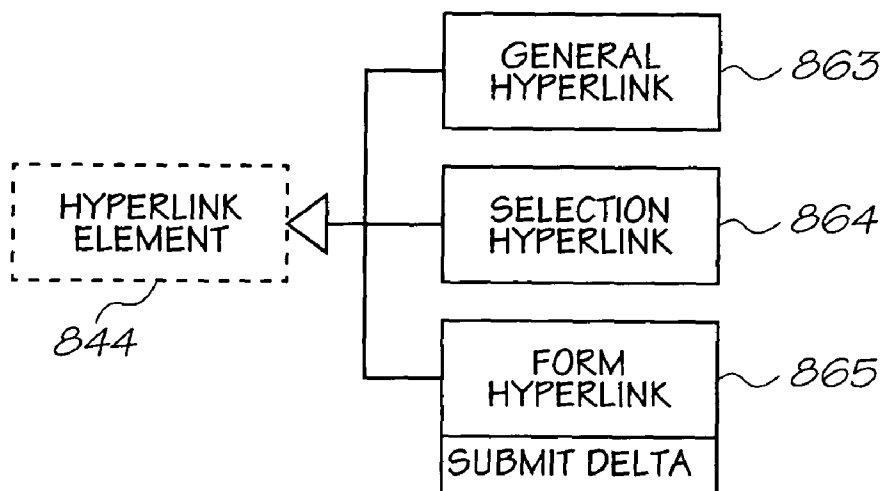 GENERAL
HYPERLINK
863
HYPERLINK
ELEMENT
844
SELECTION
HYPERLINK
864
FORM
HYPERLINK
865
SUBMIT DELTA